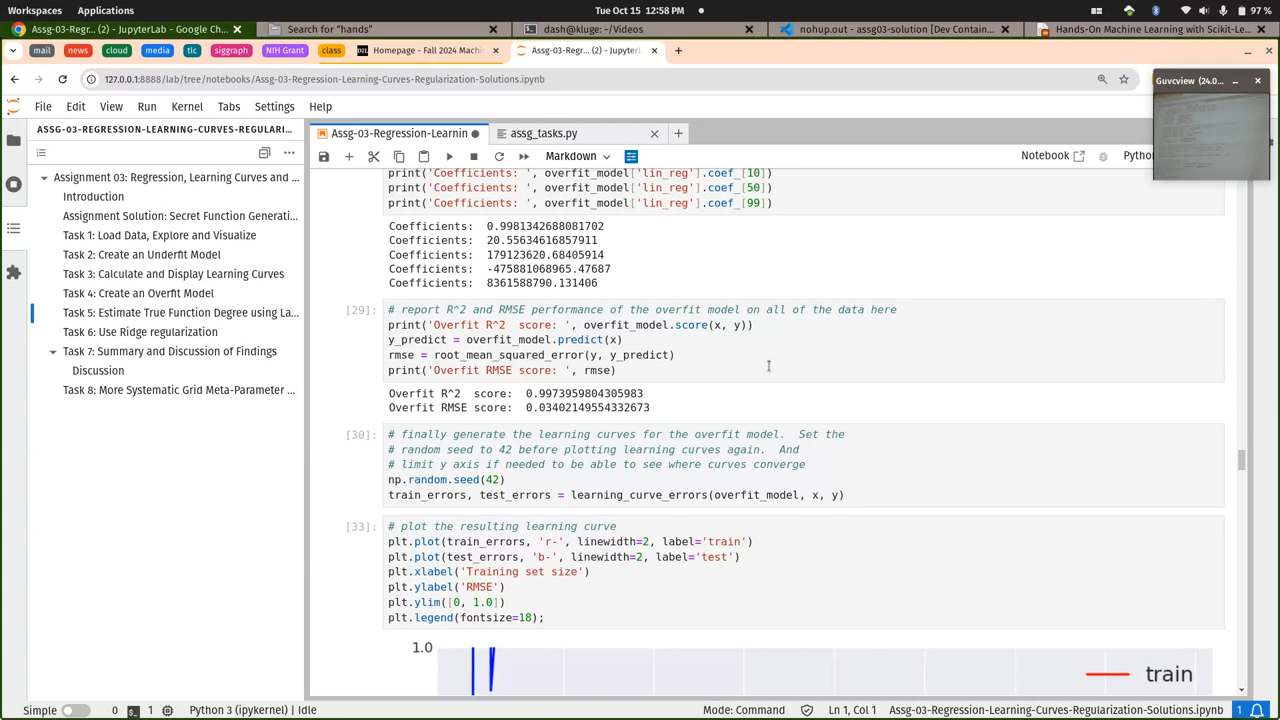 Workspaces Applications Tue Oct 15 12:58 PM 97 %
Assg-03-Regr... (2) - JupyterLab - Google Ch... Search for "hands" dash@kluge: ~/Videos nohup.out - assg03-solution [Dev Contain... Hands-On Machine Learning with Scikit-Le...
mail news cloud media tlc siggraph NIH Grant class Homepage - Fall 2024 Machi Assg-03-Regr... (2) - JupyterL
127.0.0.1:8888/lab/tree/notebooks/Assg-03-Regression-Learning-Curves-Regularization-Solutions.ipynb
Guvcview (24.0...
File Edit View Run Kernel Tabs Settings Help
ASSG-03-REGRESSION-LEARNING-CURVES-REGULARI...
Assg-03-Regression-Learnin assg_tasks.py
Markdown Notebook Python
Assignment 03: Regression, Learning Curves and ...
Introduction
Assignment Solution: Secret Function Generati...
Task 1: Load Data, Explore and Visualize
Task 2: Create an Underfit Model
Task 3: Calculate and Display Learning Curves
Task 4: Create an Overfit Model
Task 5: Estimate True Function Degree using La...
Task 6: Use Ridge regularization
Task 7: Summary and Discussion of Findings
Discussion
Task 8: More Systematic Grid Meta-Parameter ...
print('Coefficients: ', overfit_model['lin_reg'].coef_[10])
print('Coefficients: ', overfit_model['lin_reg'].coef_[50])
print('Coefficients: ', overfit_model['lin_reg'].coef_[99])
Coefficients: 0.9981342688081702
Coefficients: 20.55634616857911
Coefficients: 179123620.68405914
Coefficients: -475881068965.47687
Coefficients: 8361588790.131406
[29]: # report R^2 and RMSE performance of the overfit model on all of the data here
print('Overfit R^2 score: ', overfit_model.score(x, y))
y_predict = overfit_model.predict(x)
rmse = root_mean_squared_error(y, y_predict)
print('Overfit RMSE score: ', rmse)
Overfit R^2 score: 0.9973959804305983
Overfit RMSE score: 0.03402149554332673
[30]: # finally generate the learning curves for the overfit model. Set the
# random seed to 42 before plotting learning curves again. And
# limit y axis if needed to be able to see where curves converge
np.random.seed(42)
train_errors, test_errors = learning_curve_errors(overfit_model, x, y)
[33]: # plot the resulting learning curve
plt.plot(train_errors, 'r-', linewidth=2, label='train')
plt.plot(test_errors, 'b-', linewidth=2, label='test')
plt.xlabel('Training set size')
plt.ylabel('RMSE')
plt.ylim([0, 1.0])
plt.legend(fontsize=18);
1.0
train
Simple 0 1 Python 3 (ipykernel) | Idle Mode: Command Ln 1, Col 1 Assg-03-Regression-Learning-Curves-Regularization-Solutions.ipynb 1